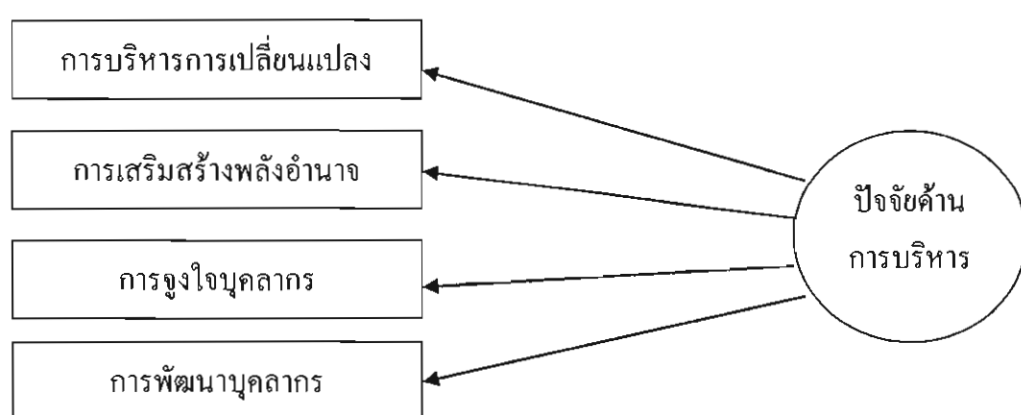 การบริหารการเปลี่ยนแปลง
การเสริมสร้างพลังอำนาจ
การจูงใจบุคลากร
การพัฒนาบุคลากร
ปัจจัยด้าน
การบริหาร